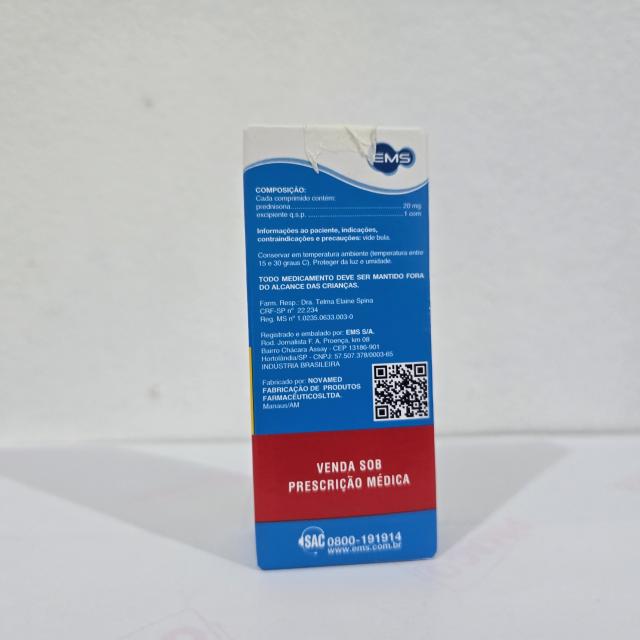 EMS
COMPOSIÇÃO:
Cada comprimido contém:
prednisona.......................................................... 20 mg
excipiente q.s.p. ................................................1 com
Informações ao paciente, indicações,
contraindicações e precauções: vide bula.
Conservar em temperatura ambiente (temperatura entre
15 e 30 graus C). Proteger da luz e umidade.
TODO MEDICAMENTO DEVE SER MANTIDO FORA
DO ALCANCE DAS CRIANÇAS.
Farm. Resp.: Dra. Telma Elaine Spina
CRF-SP nº 22.234
Reg. MS nº 1.0235.0633.003-0
Registrado e embalado por: EMS S/A.
Rod. Jornalista F. A. Proença, km 08
Bairro Chácara Assay - CEP 13186-901
Hortolândia/SP - CNPJ: 57.507.378/0003-65
INDÚSTRIA BRASILEIRA
Fabricado por: NOVAMED
FABRICAÇÃO DE PRODUTOS
FARMACÊUTICOSLTDA.
Manaus/AM
VENDA SOB
PRESCRIÇÃO MÉDICA
SAC 0800-191914
www.ems.com.br